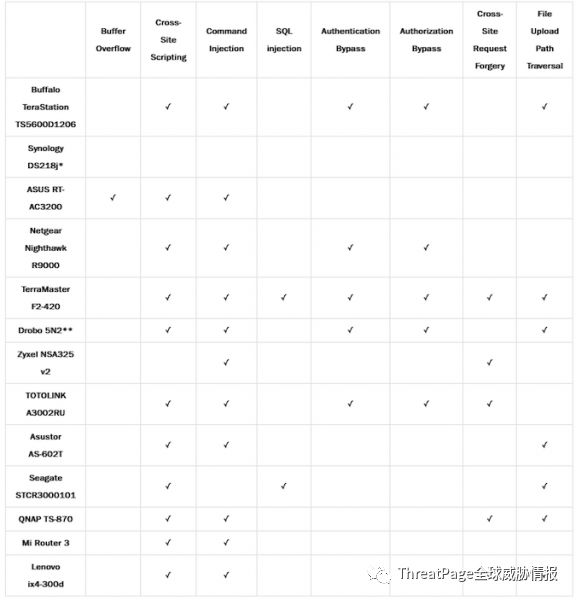 Buffer Overflow Cross-Site Scripting Command Injection SQL injection Authentication Bypass Authorization Bypass Cross-Site Request Forgery File Upload Path Traversal
Buffalo TeraStation TS5600D1206 ✓ ✓ ✓ ✓ ✓
Synology DS218j*
ASUS RT-AC3200 ✓ ✓ ✓
Netgear Nighthawk R9000 ✓ ✓ ✓ ✓
TerraMaster F2-420 ✓ ✓ ✓ ✓ ✓ ✓ ✓
Drobo 5N2** ✓ ✓ ✓ ✓ ✓
Zyxel NSA325 v2 ✓ ✓
TOTOLINK A3002RU ✓ ✓ ✓ ✓ ✓
Asustor AS-602T ✓ ✓ ✓
Seagate STCR3000101 ✓ ✓ ✓
QNAP TS-870 ✓ ✓ ✓ ✓
Mi Router 3 ✓ ✓
Lenovo ix4-300d ✓ ✓
ThreatPage全球威胁情报